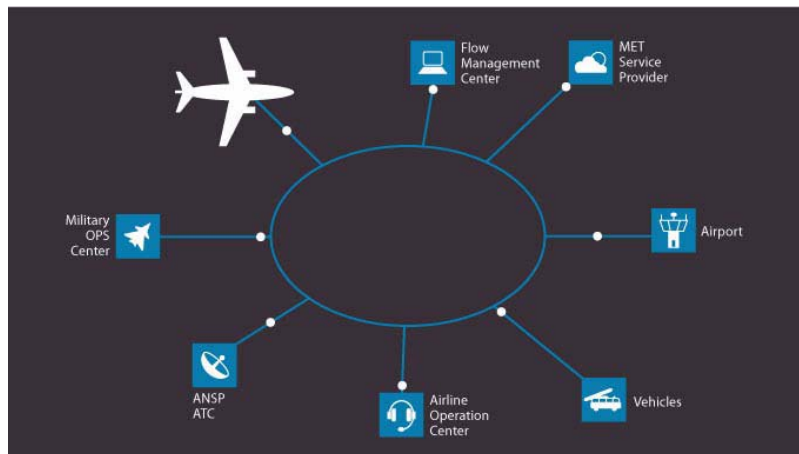 Flow
Management
Center
MET
Service
Provider
Military
OPS
Center
Airport
ANSP
ATC
Airline
Operation
Center
Vehicles